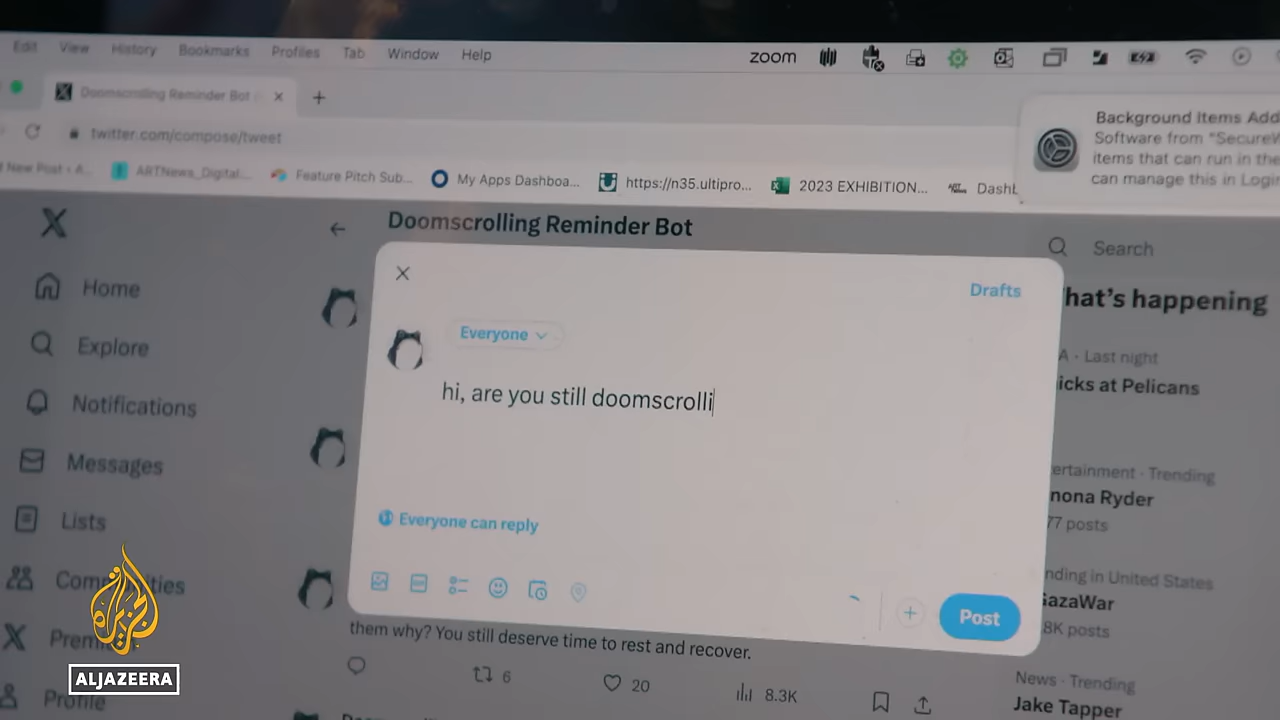 Edit View History Bookmarks Profiles Tab Window Help zoom
Doomscrolling Reminder Bot
twitter.com/compose/tweet
New Post
ARTNews_Digital... Feature Pitch Sub... My Apps Dashboa... https://n35.ultipro... 2023 EXHIBITION... Dashb
Background Items Add
Software from "SecureW
items that can run in the
can manage this in Login
X
Home
Explore
Notifications
Messages
Lists
Profile
Doomscrolling Reminder Bot
Drafts
Everyone
hi, are you still doomscrolli
Everyone can reply
Post
them why? You still deserve time to rest and recover.
6 20 8.3K
Search
hat's happening
A · Last night
icks at Pelicans
ertainment · Trending
nona Ryder
77 posts
nding in United States
GazaWar
8K posts
News · Trending
Jake Tapper
الجزيرة
ALJAZEERA